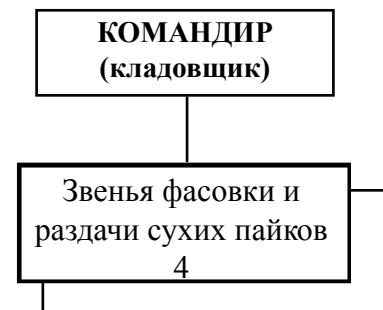 КОМАНДИР
(кладовщик)
Звенья фасовки и
раздачи сухих пайков
4